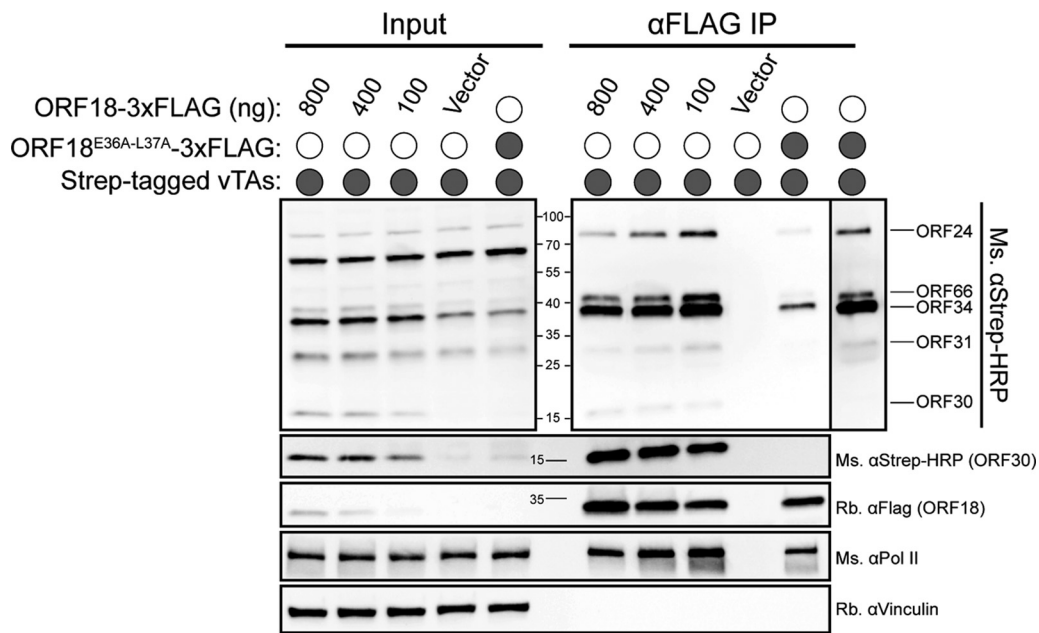 Input
αFLAG IP
ORF18-3xFLAG (ng):
800
400
100
Vector
800
400
100
Vector
ORF18E36A-L37A-3xFLAG:
Strep-tagged vTAs:
100
70
55
40
35
25
15
ORF24
ORF66
ORF34
ORF31
ORF30
Ms. αStrep-HRP
15
Ms. αStrep-HRP (ORF30)
35
Rb. αFlag (ORF18)
Ms. αPol II
Rb. αVinculin